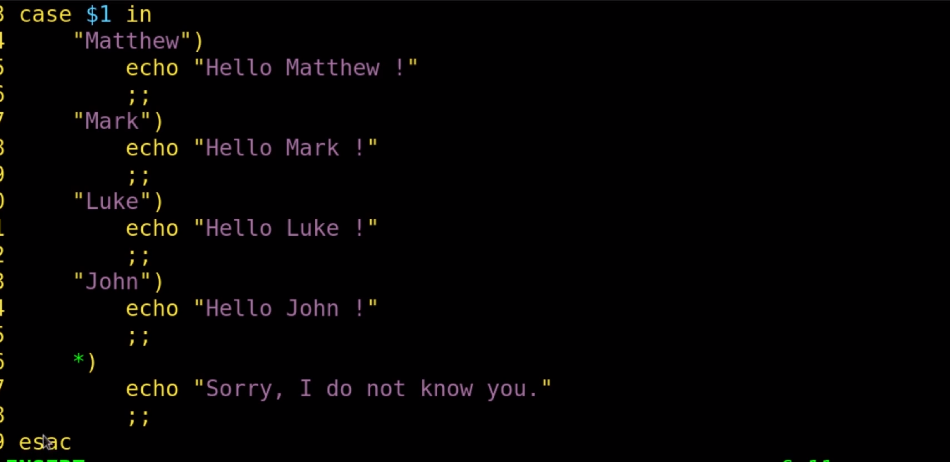 3 case $1 in
4     "Matthew")
5         echo "Hello Matthew !"
6         ;;
7     "Mark")
8         echo "Hello Mark !"
9         ;;
0     "Luke")
1         echo "Hello Luke !"
2         ;;
3     "John")
4         echo "Hello John !"
5         ;;
6     *)
7         echo "Sorry, I do not know you."
8         ;;
9 esac